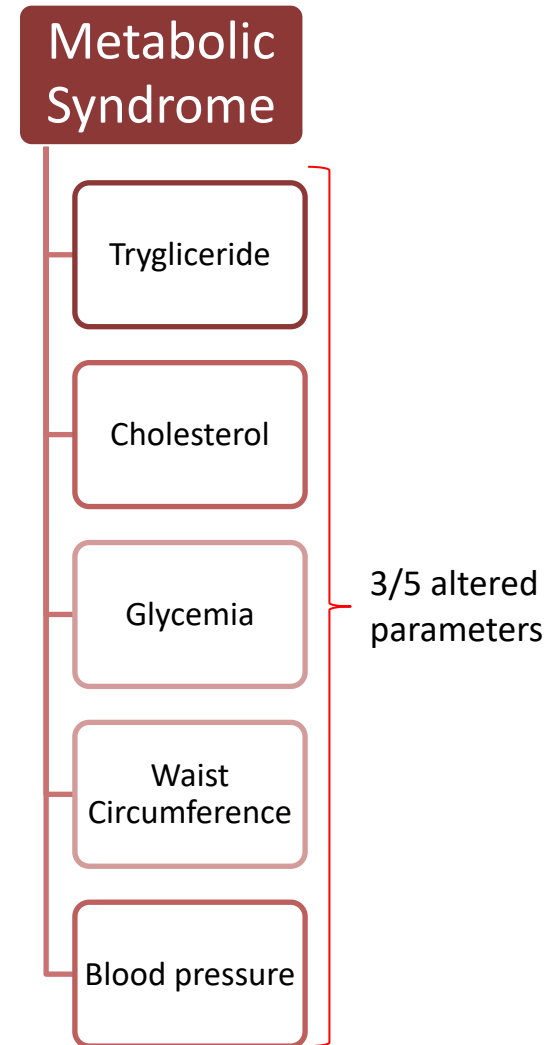 Metabolic
Syndrome
Trygliceride
Cholesterol
Glycemia
Waist
Circumference
Blood pressure
3/5 altered
parameters